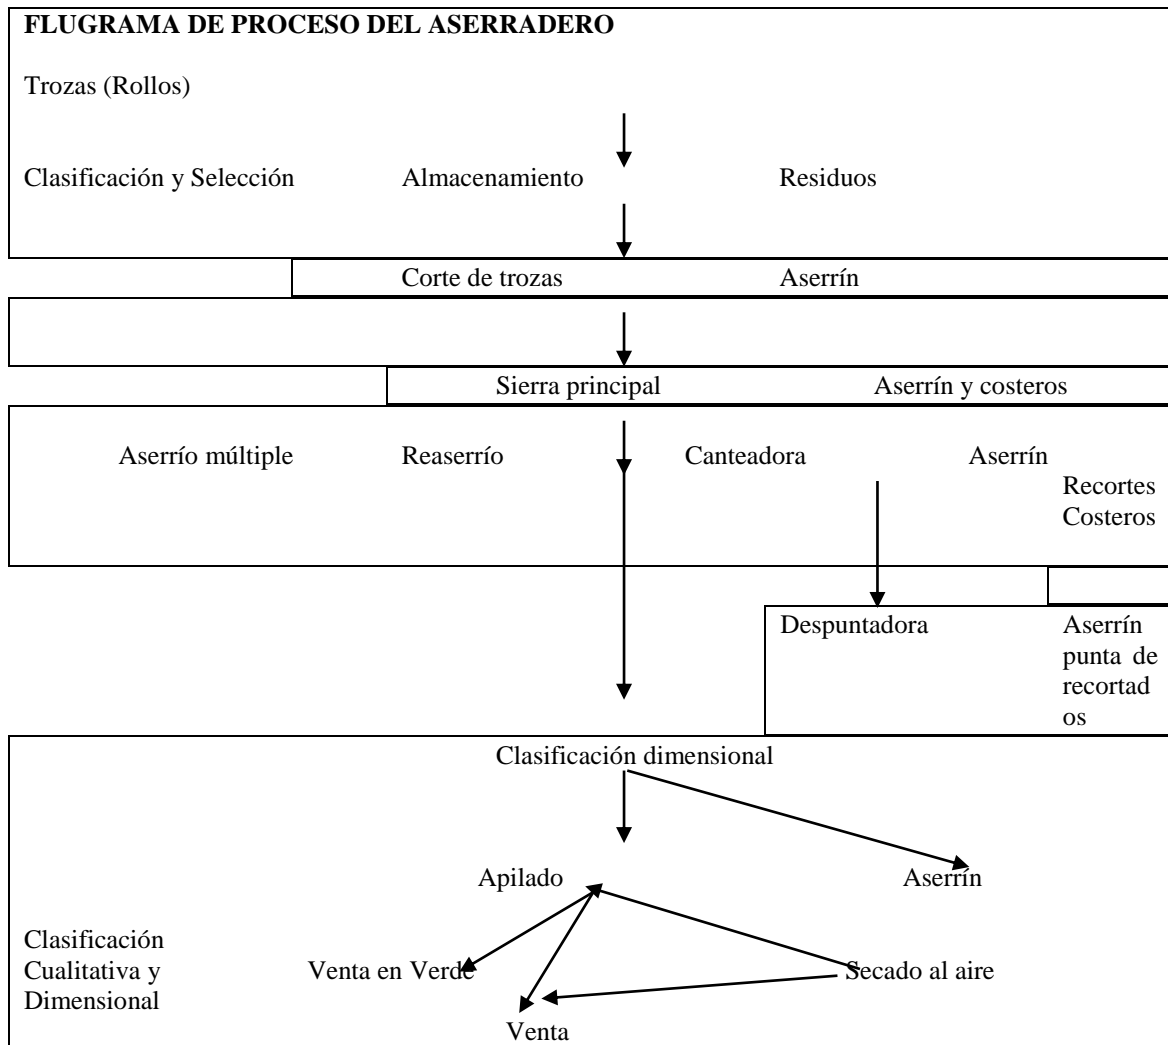 FLUGRAMA DE PROCESO DEL ASERRADERO
Trozas (Rollos)
Clasificación y Selección Almacenamiento Residuos
Corte de trozas Aserrín
Sierra principal Aserrín y costeros
Aserrío múltiple Reaserrío Canteadora Aserrín
Recortes
Costeros
Despuntadora Aserrín
punta de
recortad
os
Clasificación dimensional
Apilado Aserrín
Clasificación
Cualitativa y
Dimensional
Venta en Verde Secado al aire
Venta